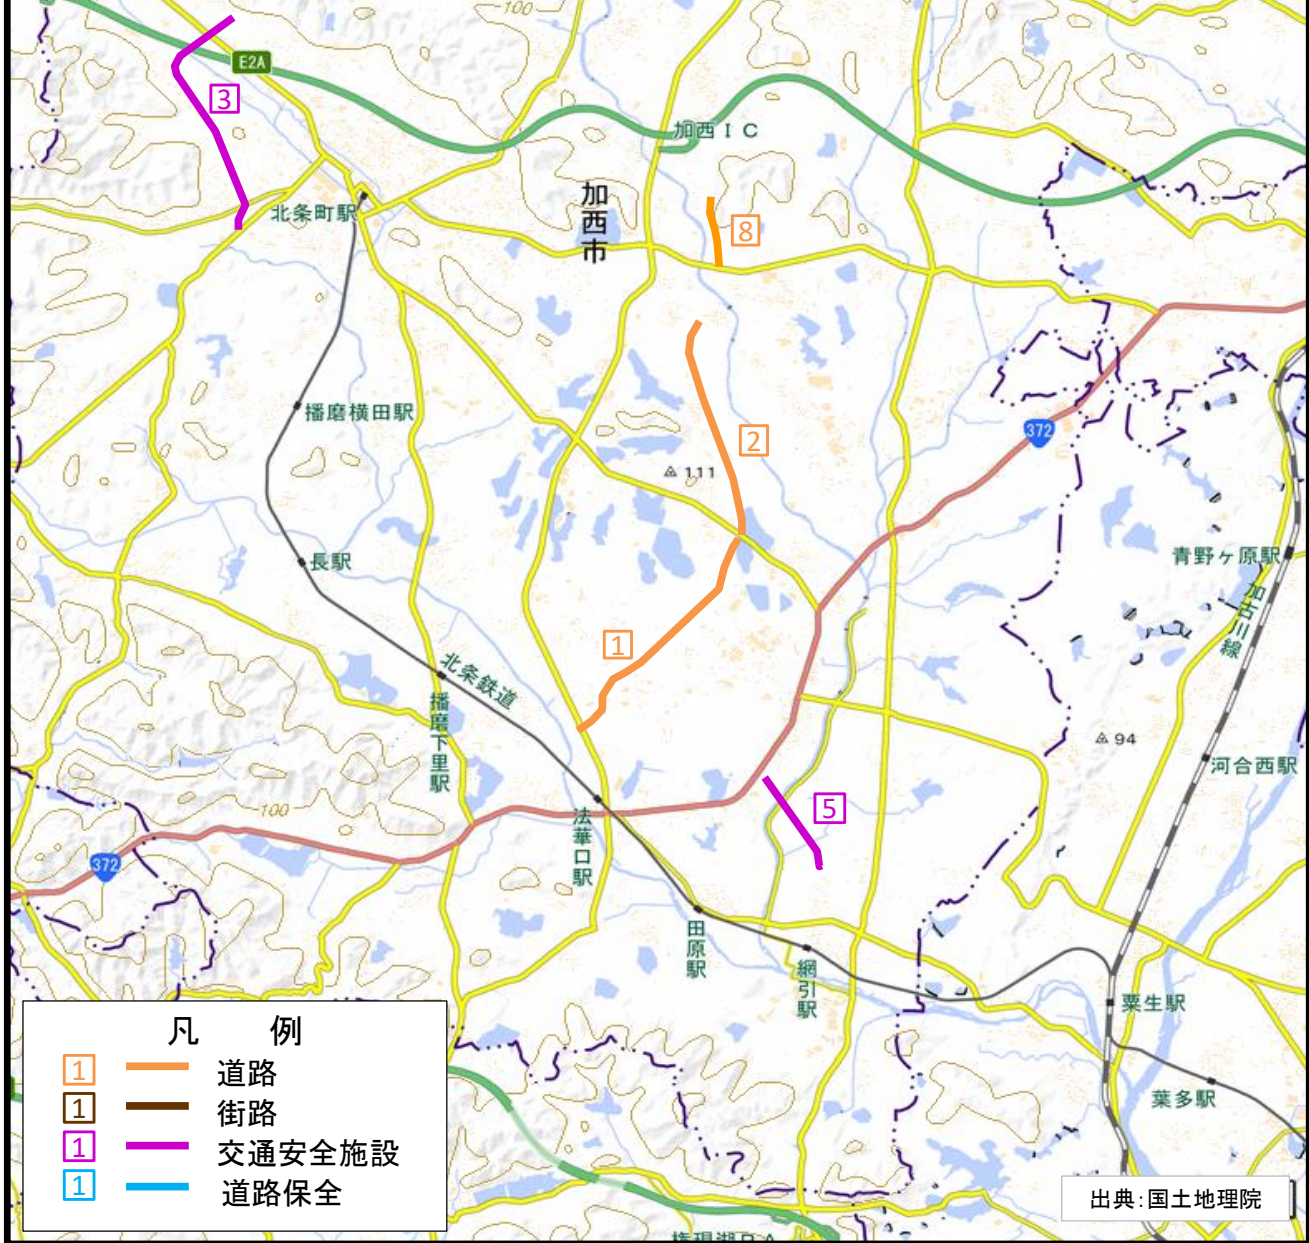 100
E2A
3
加西IC
加西市
北条町駅
8
播磨横田駅
372
2
111
長駅
青野ヶ原駅
加古川線
1
北条鉄道
播磨下里駅
94
河合西駅
100
5
法華口駅
372
田原駅
網引駅
粟生駅
葉多駅
凡 例
1 道路
1 街路
1 交通安全施設
1 道路保全
出典:国土地理院